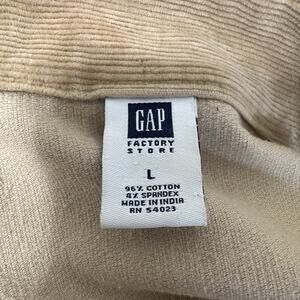 GAP
FACTORY
STORE
L
96% COTTON
4% SPANDEX
MADE IN INDIA
RN 54023